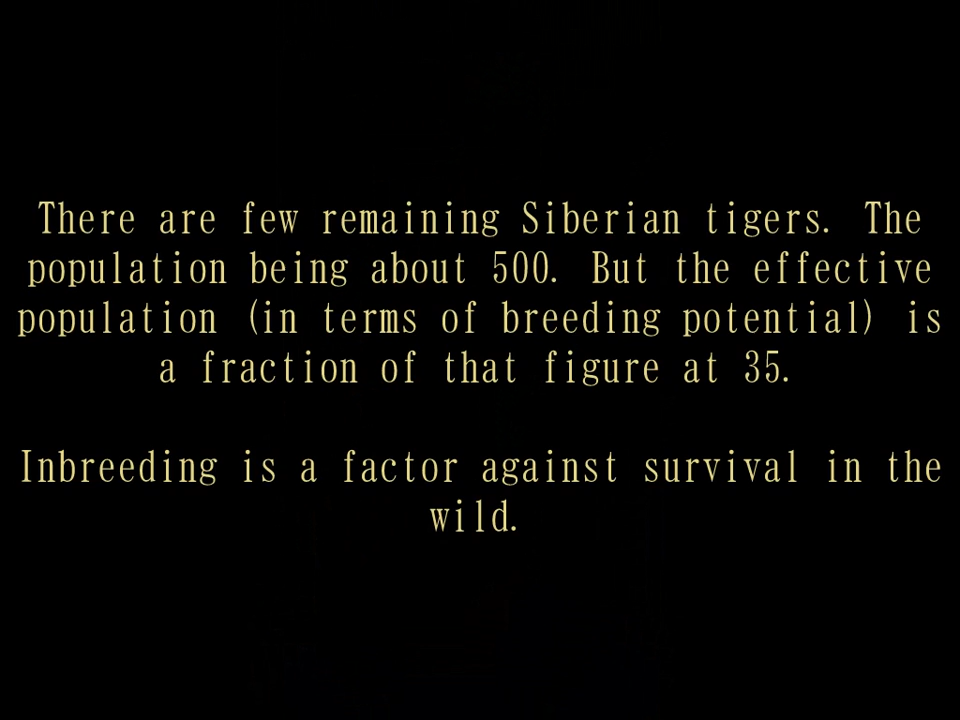 There are few remaining Siberian tigers. The
population being about 500. But the effective
population (in terms of breeding potential) is
a fraction of that figure at 35.
Inbreeding is a factor against survival in the
wild.